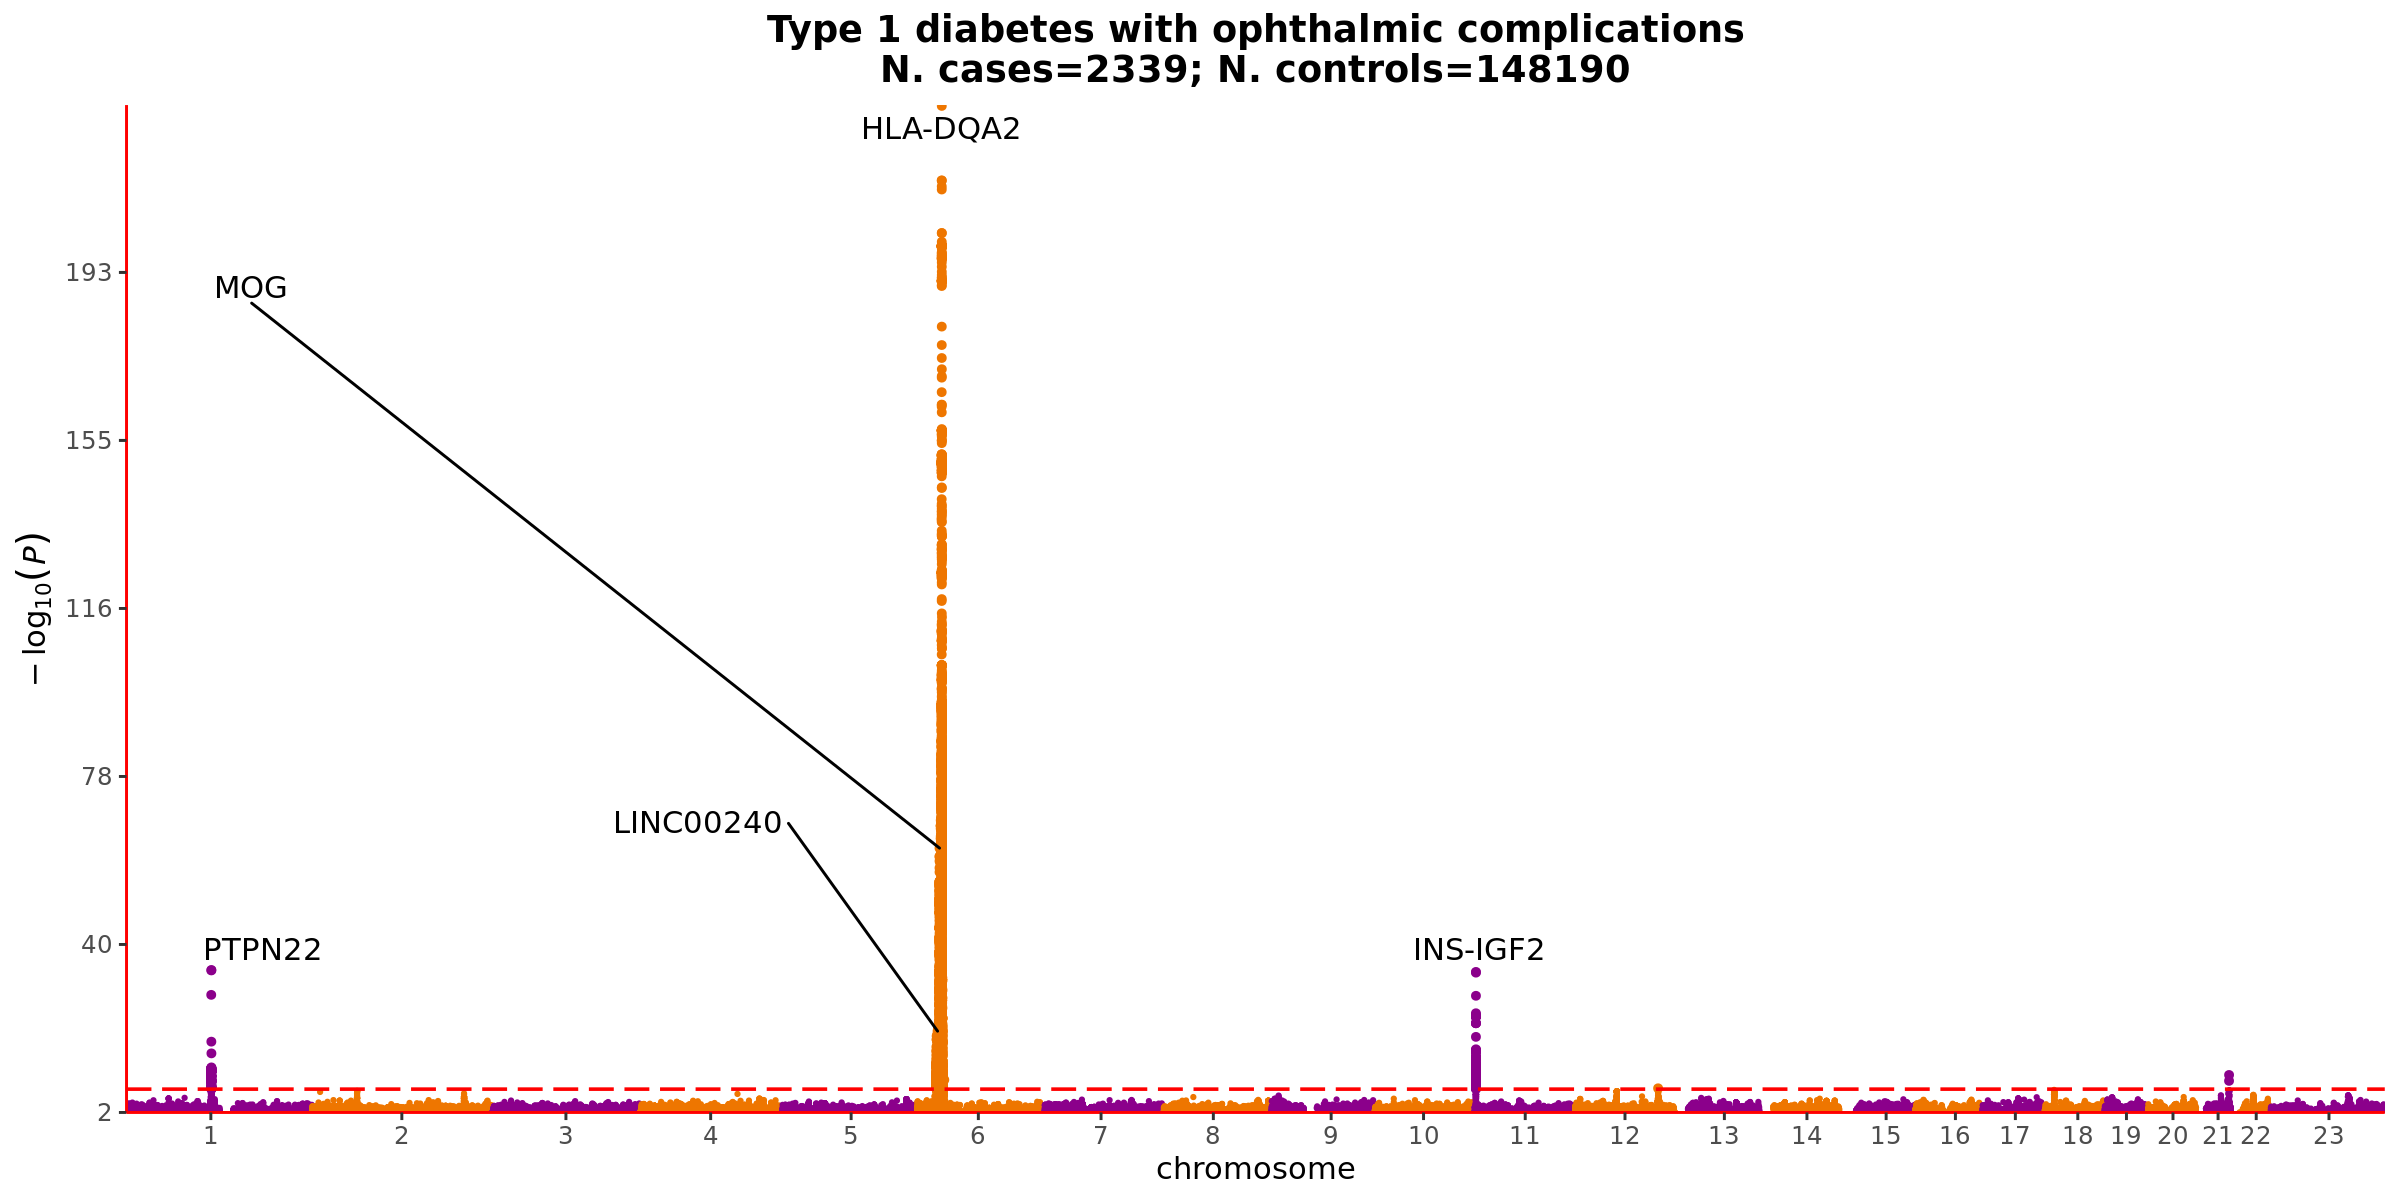 Type 1 diabetes with ophthalmic complications
N. cases=2339; N. controls=148190
HLA-DQA2
193
MOG
155
− log10(P)
116
78
LINC00240
40
PTPN22
INS-IGF2
2
1 2 3 4 5 6 7 8 9 10 11 12 13 14 15 16 17 18 19 20 21 22 23
chromosome